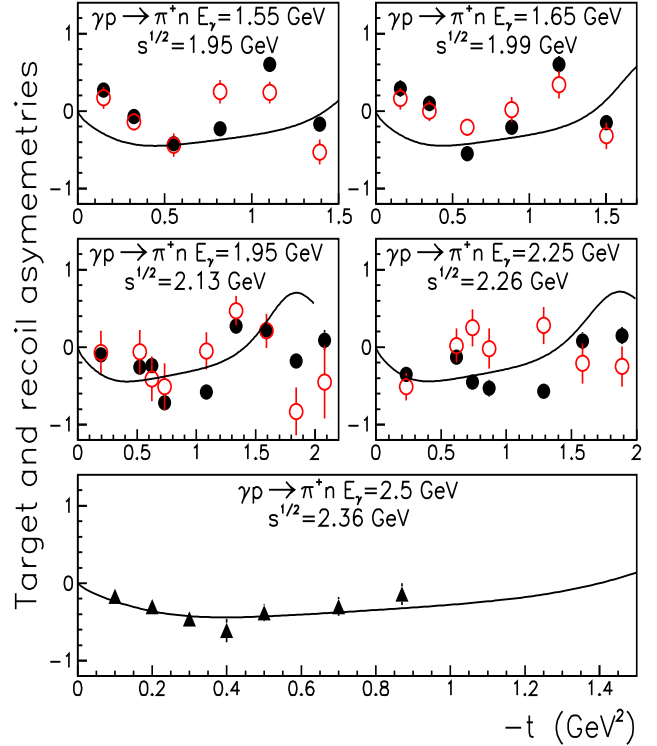 γp → π⁺n E_γ=1.55 GeV
s^{1/2}=1.95 GeV
1
0
-1
0 0.5 1 1.5
γp → π⁺n E_γ=1.65 GeV
s^{1/2}=1.99 GeV
1
0
-1
0 0.5 1 1.5
γp → π⁺n E_γ=1.95 GeV
s^{1/2}=2.13 GeV
1
0
-1
0 0.5 1 1.5 2
γp → π⁺n E_γ=2.25 GeV
s^{1/2}=2.26 GeV
1
0
-1
0 0.5 1 1.5 2
γp → π⁺n E_γ=2.5 GeV
s^{1/2}=2.36 GeV
1
0
-1
0 0.2 0.4 0.6 0.8 1 1.2 1.4
Target and recoil asymemetries
-t (GeV²)